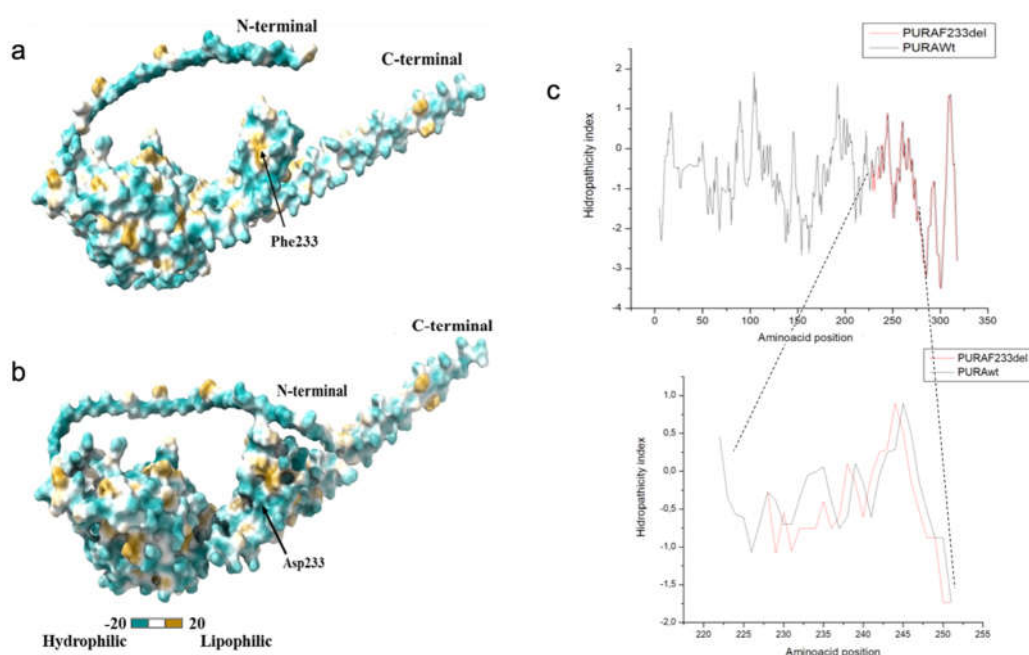 a
N-terminal
C-terminal
Phe233
b
C-terminal
N-terminal
Asp233
-20 20
Hydrophilic Lipophilic
c
PURAF233del
PURAWt
Hidropathicity index
2
1
0
-1
-2
-3
-4
0 50 100 150 200 250 300 350
Aminoacid position
PURAF233del
PURAwt
Hidropathicity index
1,0
0,5
0,0
-0,5
-1,0
-1,5
-2,0
220 225 230 235 240 245 250 255
Aminoacid position